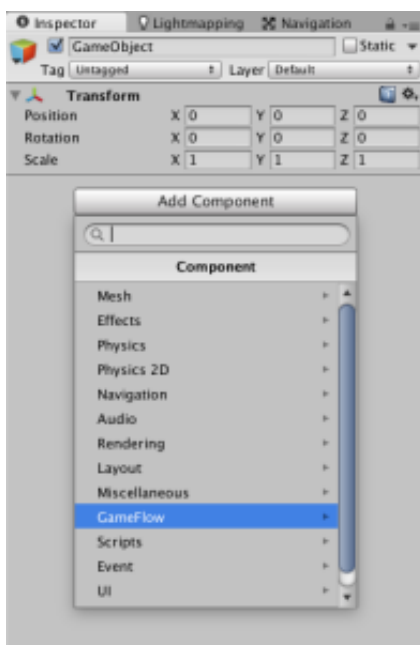 Inspector Lightmapping Navigation
GameObject Static
Tag Untagged Layer Default
Transform
Position X 0 Y 0 Z 0
Rotation X 0 Y 0 Z 0
Scale X 1 Y 1 Z 1
Add Component
Component
Mesh
Effects
Physics
Physics 2D
Navigation
Audio
Rendering
Layout
Miscellaneous
GameFlow
Scripts
Event
UI